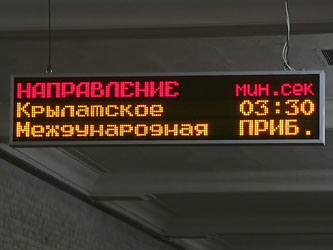 НАПРАВЛЕНИЕ мин.сек
Крылатское 03:30
Международная ПРИБ.